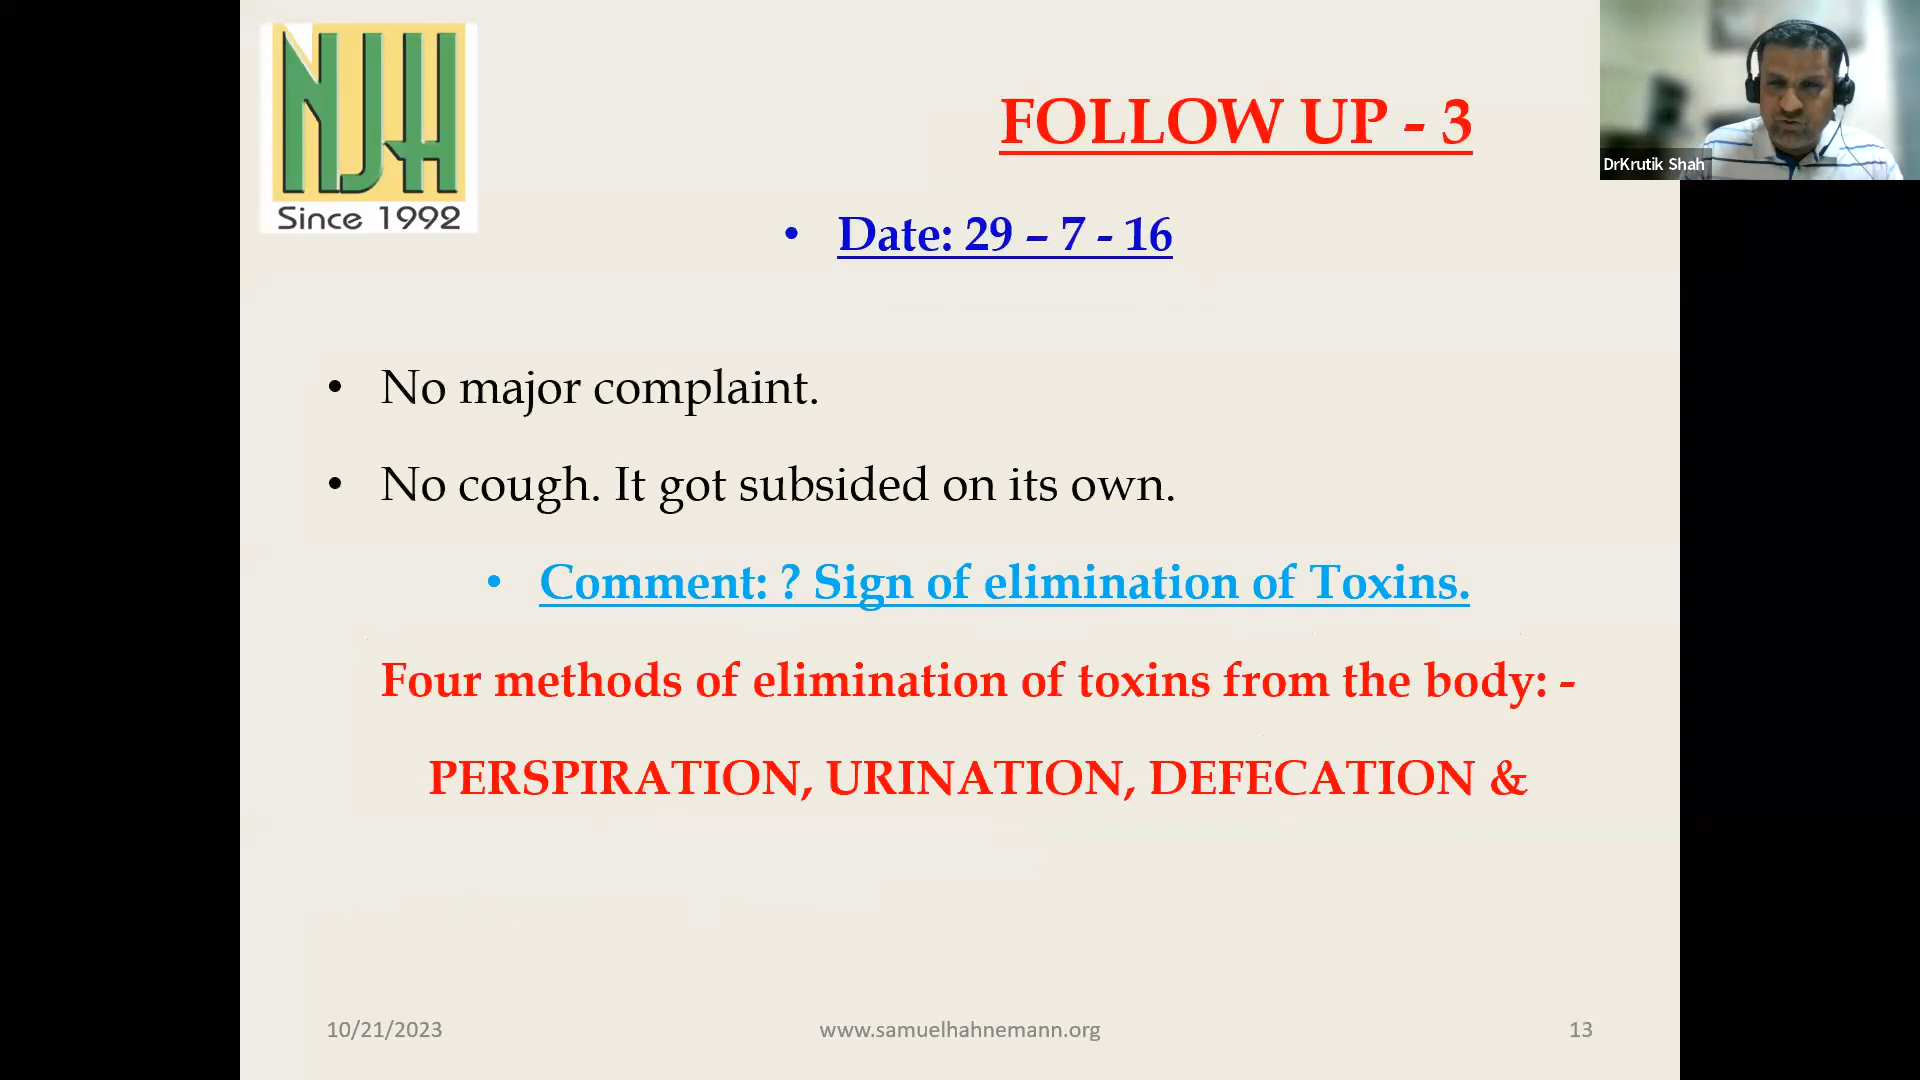 NJH
Since 1992
FOLLOW UP - 3
DrKrutik Shah
• Date: 29 – 7 - 16
• No major complaint.
• No cough. It got subsided on its own.
• Comment: ? Sign of elimination of Toxins.
Four methods of elimination of toxins from the body: -
PERSPIRATION, URINATION, DEFECATION &
10/21/2023 www.samuelhahnemann.org 13